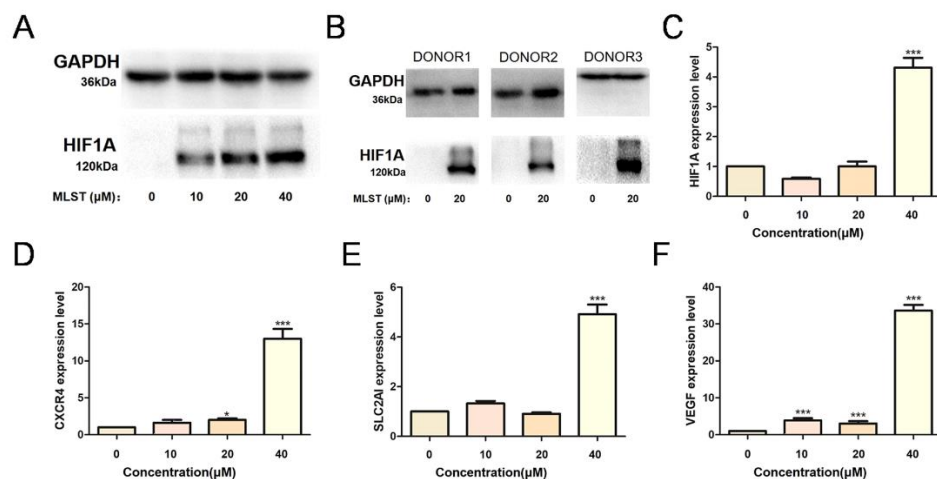 A
GAPDH
36kDa
HIF1A
120kDa
MLST (μM): 0 10 20 40
B
DONOR1 DONOR2 DONOR3
GAPDH
36kDa
HIF1A
120kDa
MLST (μM): 0 20 0 20 0 20
C
HIF1A expression level
5
4
3
2
1
0
***
0 10 20 40
Concentration(μM)
D
CXCR4 expression level
20
15
10
5
0
*
***
0 10 20 40
Concentration(μM)
E
SLC2AI expression level
6
4
2
0
***
0 10 20 40
Concentration(μM)
F
VEGF expression level
40
30
20
10
0
***
***
***
0 10 20 40
Concentration(μM)